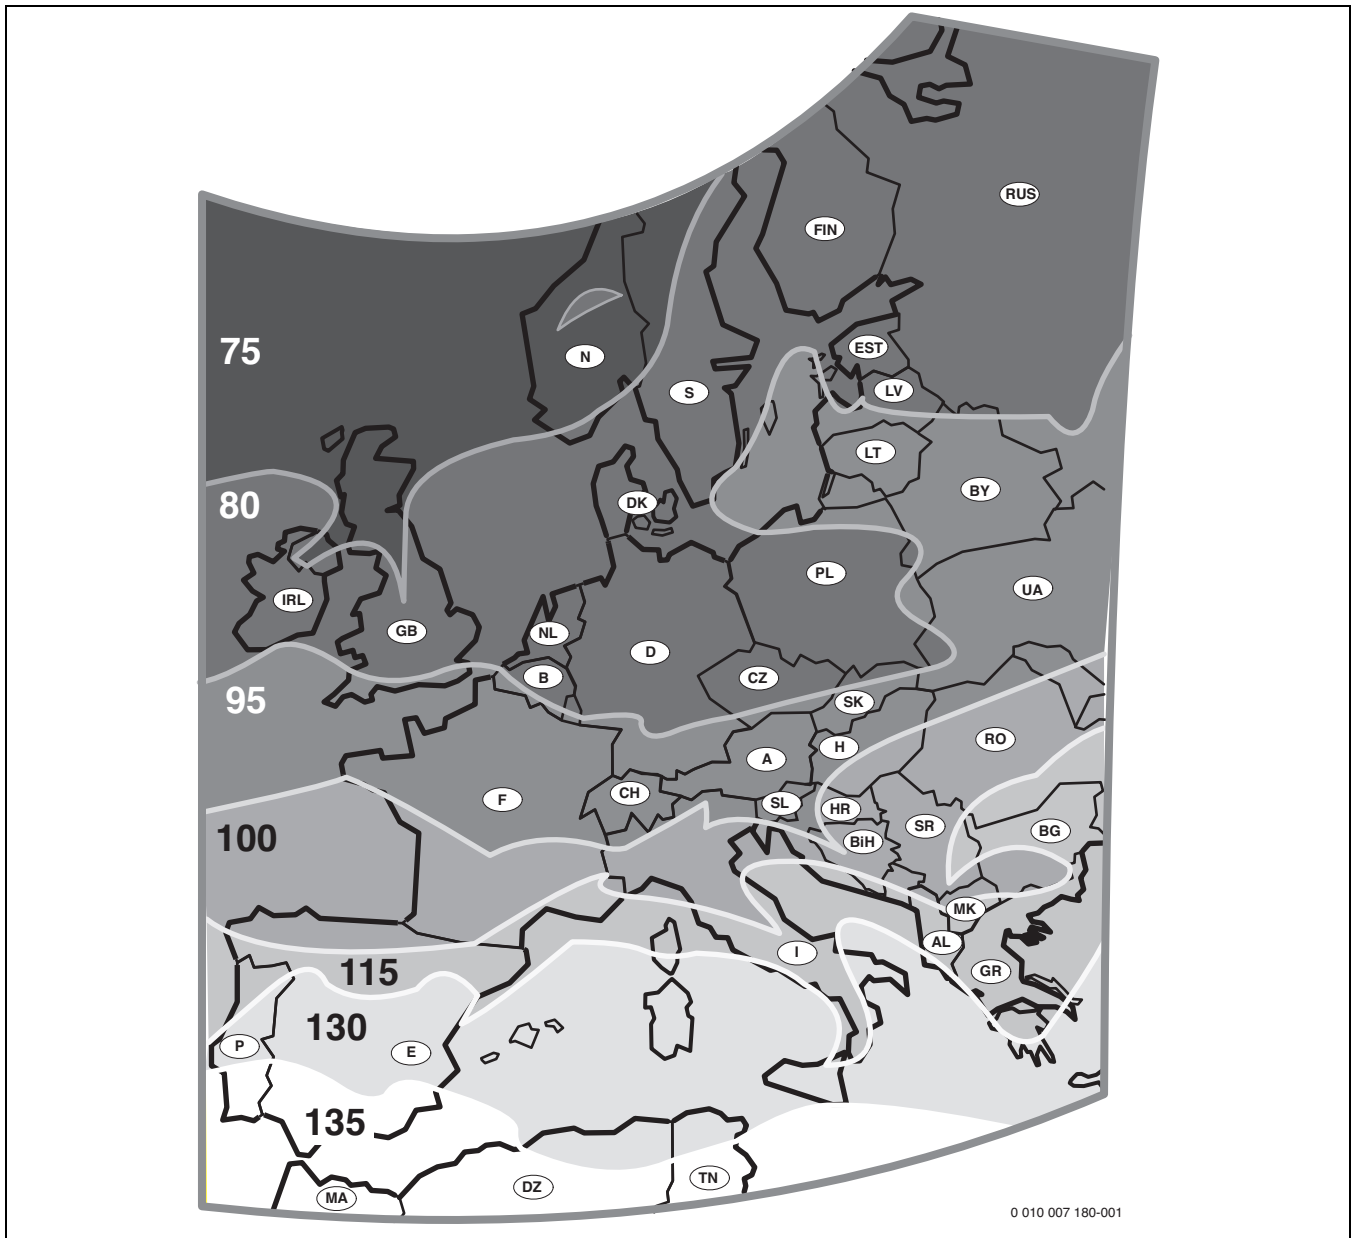 RUS
FIN
75
EST
N
LV
S
LT
80
BY
DK
PL
UA
IRL
GB
NL
D
B
CZ
95
SK
RO
H
A
CH
F
SL
HR
SR
BG
100
BiH
MK
AL
I
115
GR
130
P
E
135
TN
DZ
MA
0 010 007 180-001